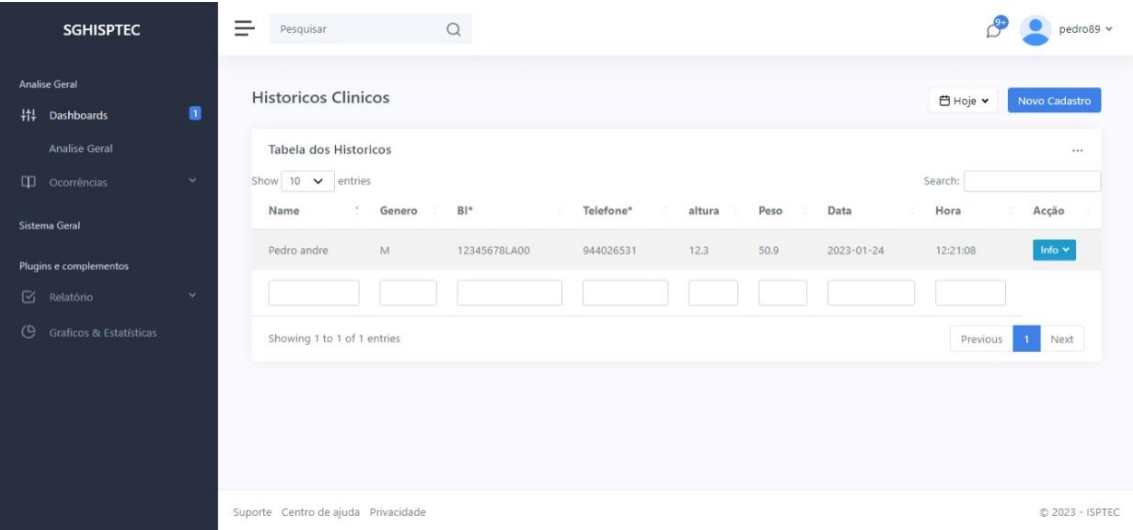 SGHISPTEC
Pesquisar
9+
pedro89
Analise Geral
Dashboards 1
Analise Geral
Ocorrências
Sistema Geral
Plugins e complementos
Relatório
Graficos & Estatísticas
Historicos Clinicos
Hoje
Novo Cadastro
Tabela dos Historicos
...
Show 10 entries
Search:
Name Genero BI* Telefone* altura Peso Data Hora Acção
Pedro andre M 12345678LA00 944026531 12.3 50.9 2023-01-24 12:21:08 Info
Showing 1 to 1 of 1 entries
Previous 1 Next
Suporte Centro de ajuda Privacidade
© 2023 - ISPTEC